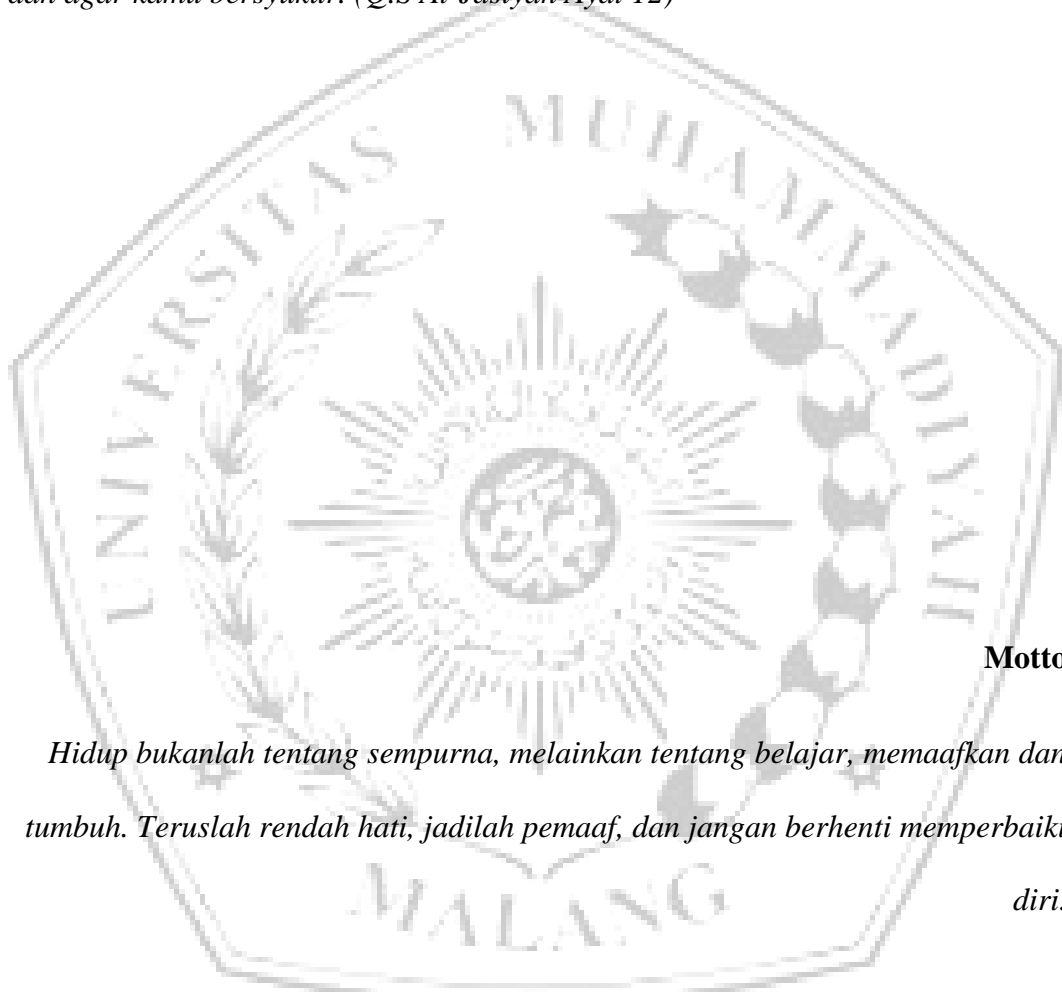 dan agar kamu bersyukur. (Q.S Al-Jasiyah Ayat 12)
UNIVERSITAS MUHAMMADIYAH
Motto
Hidup bukanlah tentang sempurna, melainkan tentang belajar, memaafkan dan
tumbuh. Teruslah rendah hati, jadilah pemaaf, dan jangan berhenti memperbaiki
diri.
MALANG